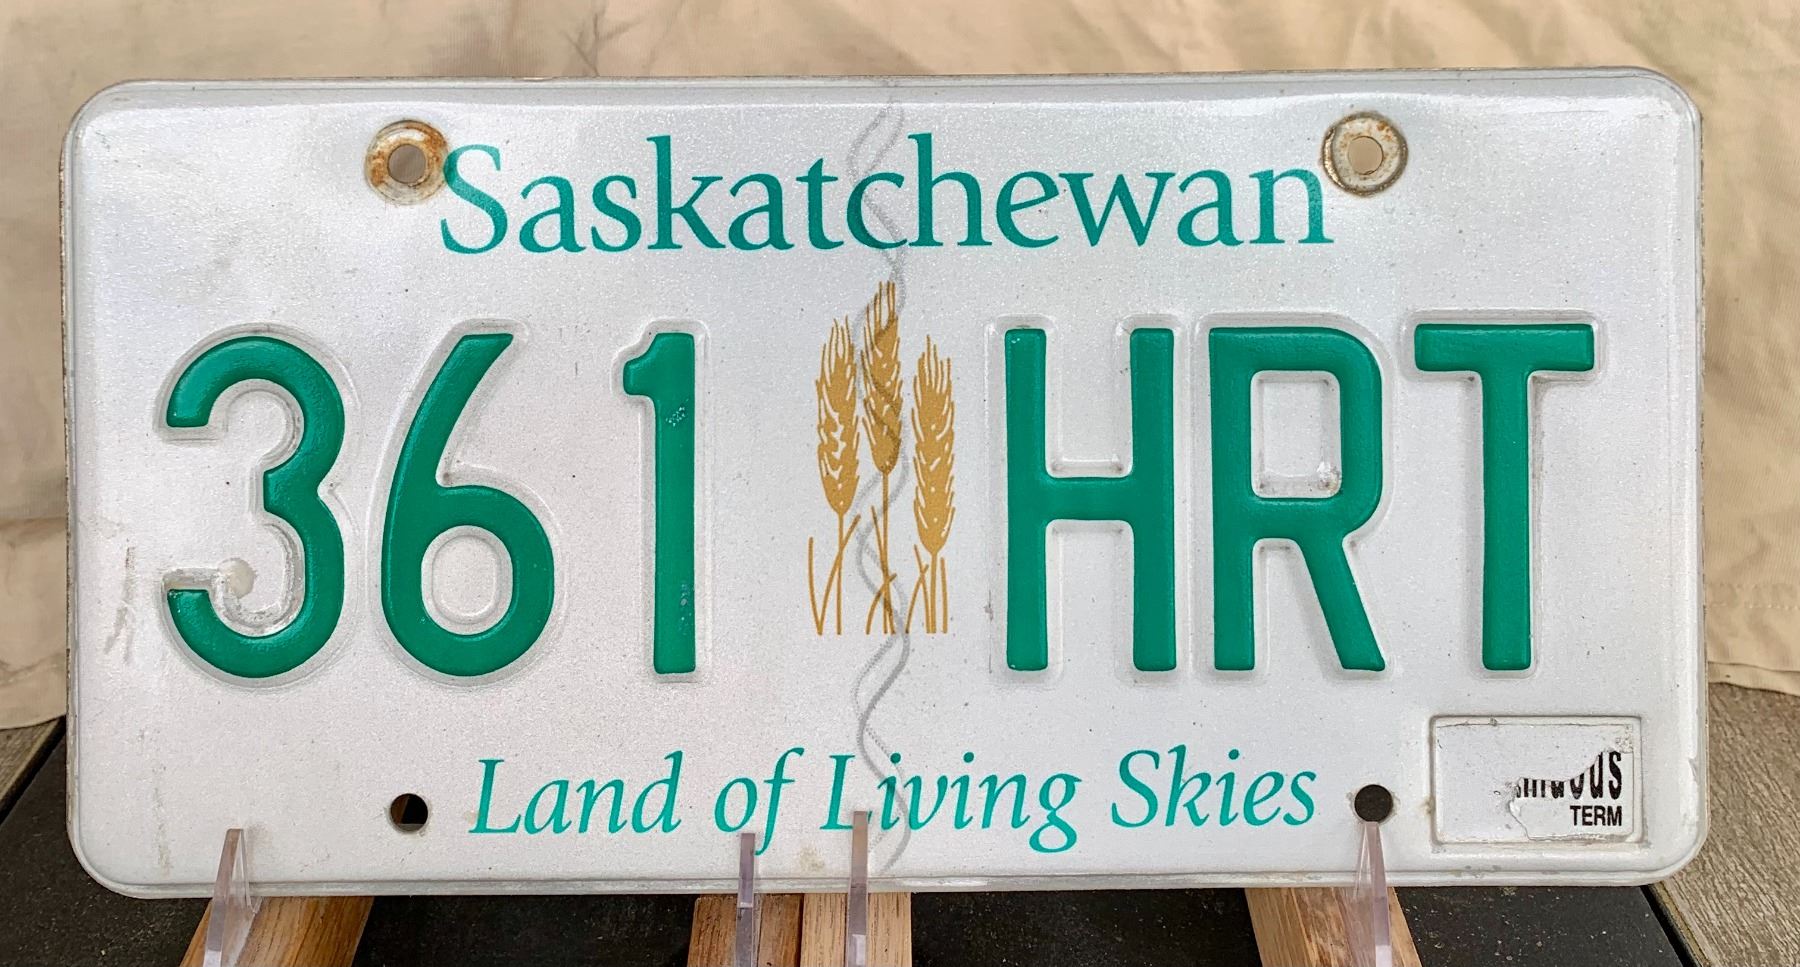 Saskatchewan
361 HRT
Land of Living Skies
TERM